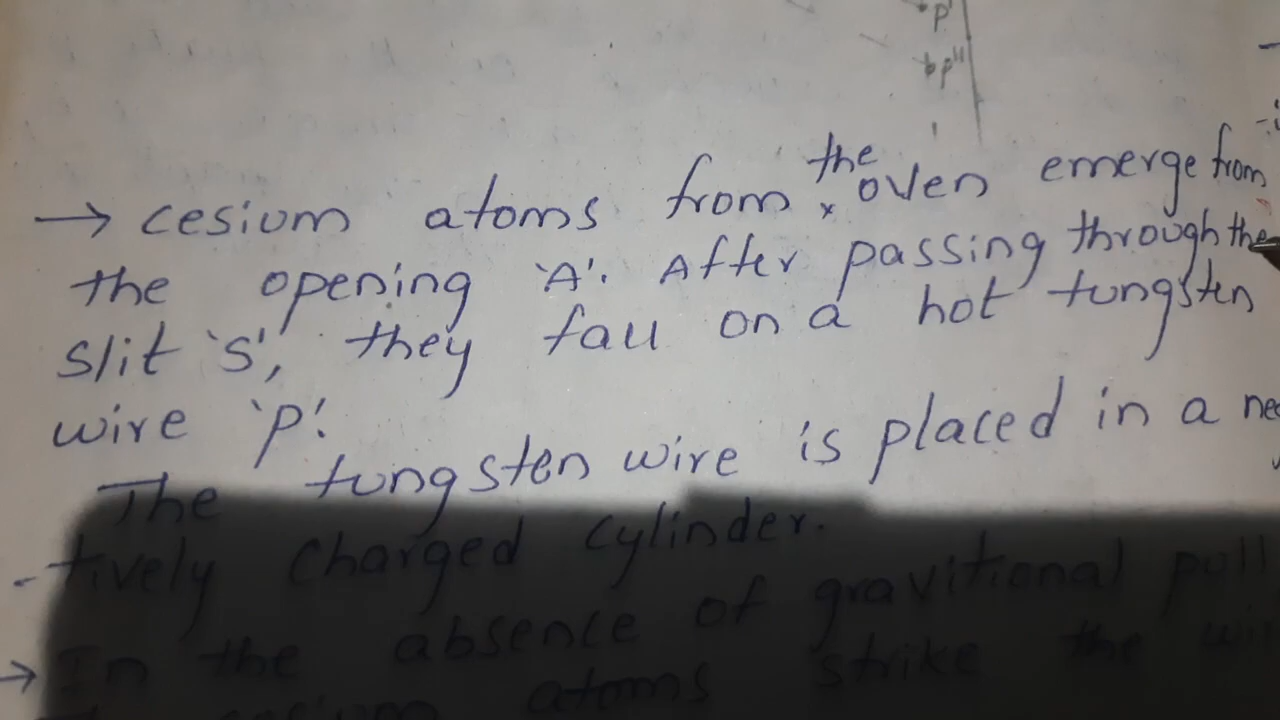 p'
p'''
the
→ cesium atoms from × oven emerge from
the opening 'A'. After passing through the
slit 's', they fall on a hot tungsten
wire 'p'.
The tungsten wire is placed in a ne
-tively charged cylinder.
→ In the absence of gravitional pull
cesium atoms strike the wi